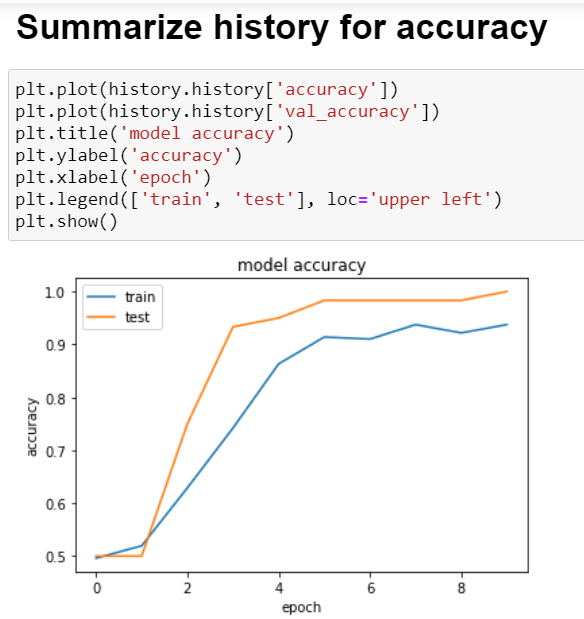 Summarize history for accuracy
plt.plot(history.history['accuracy'])
plt.plot(history.history['val_accuracy'])
plt.title('model accuracy')
plt.ylabel('accuracy')
plt.xlabel('epoch')
plt.legend(['train', 'test'], loc='upper left')
plt.show()
model accuracy
train
test
1.0
0.9
0.8
0.7
0.6
0.5
accuracy
0 2 4 6 8
epoch